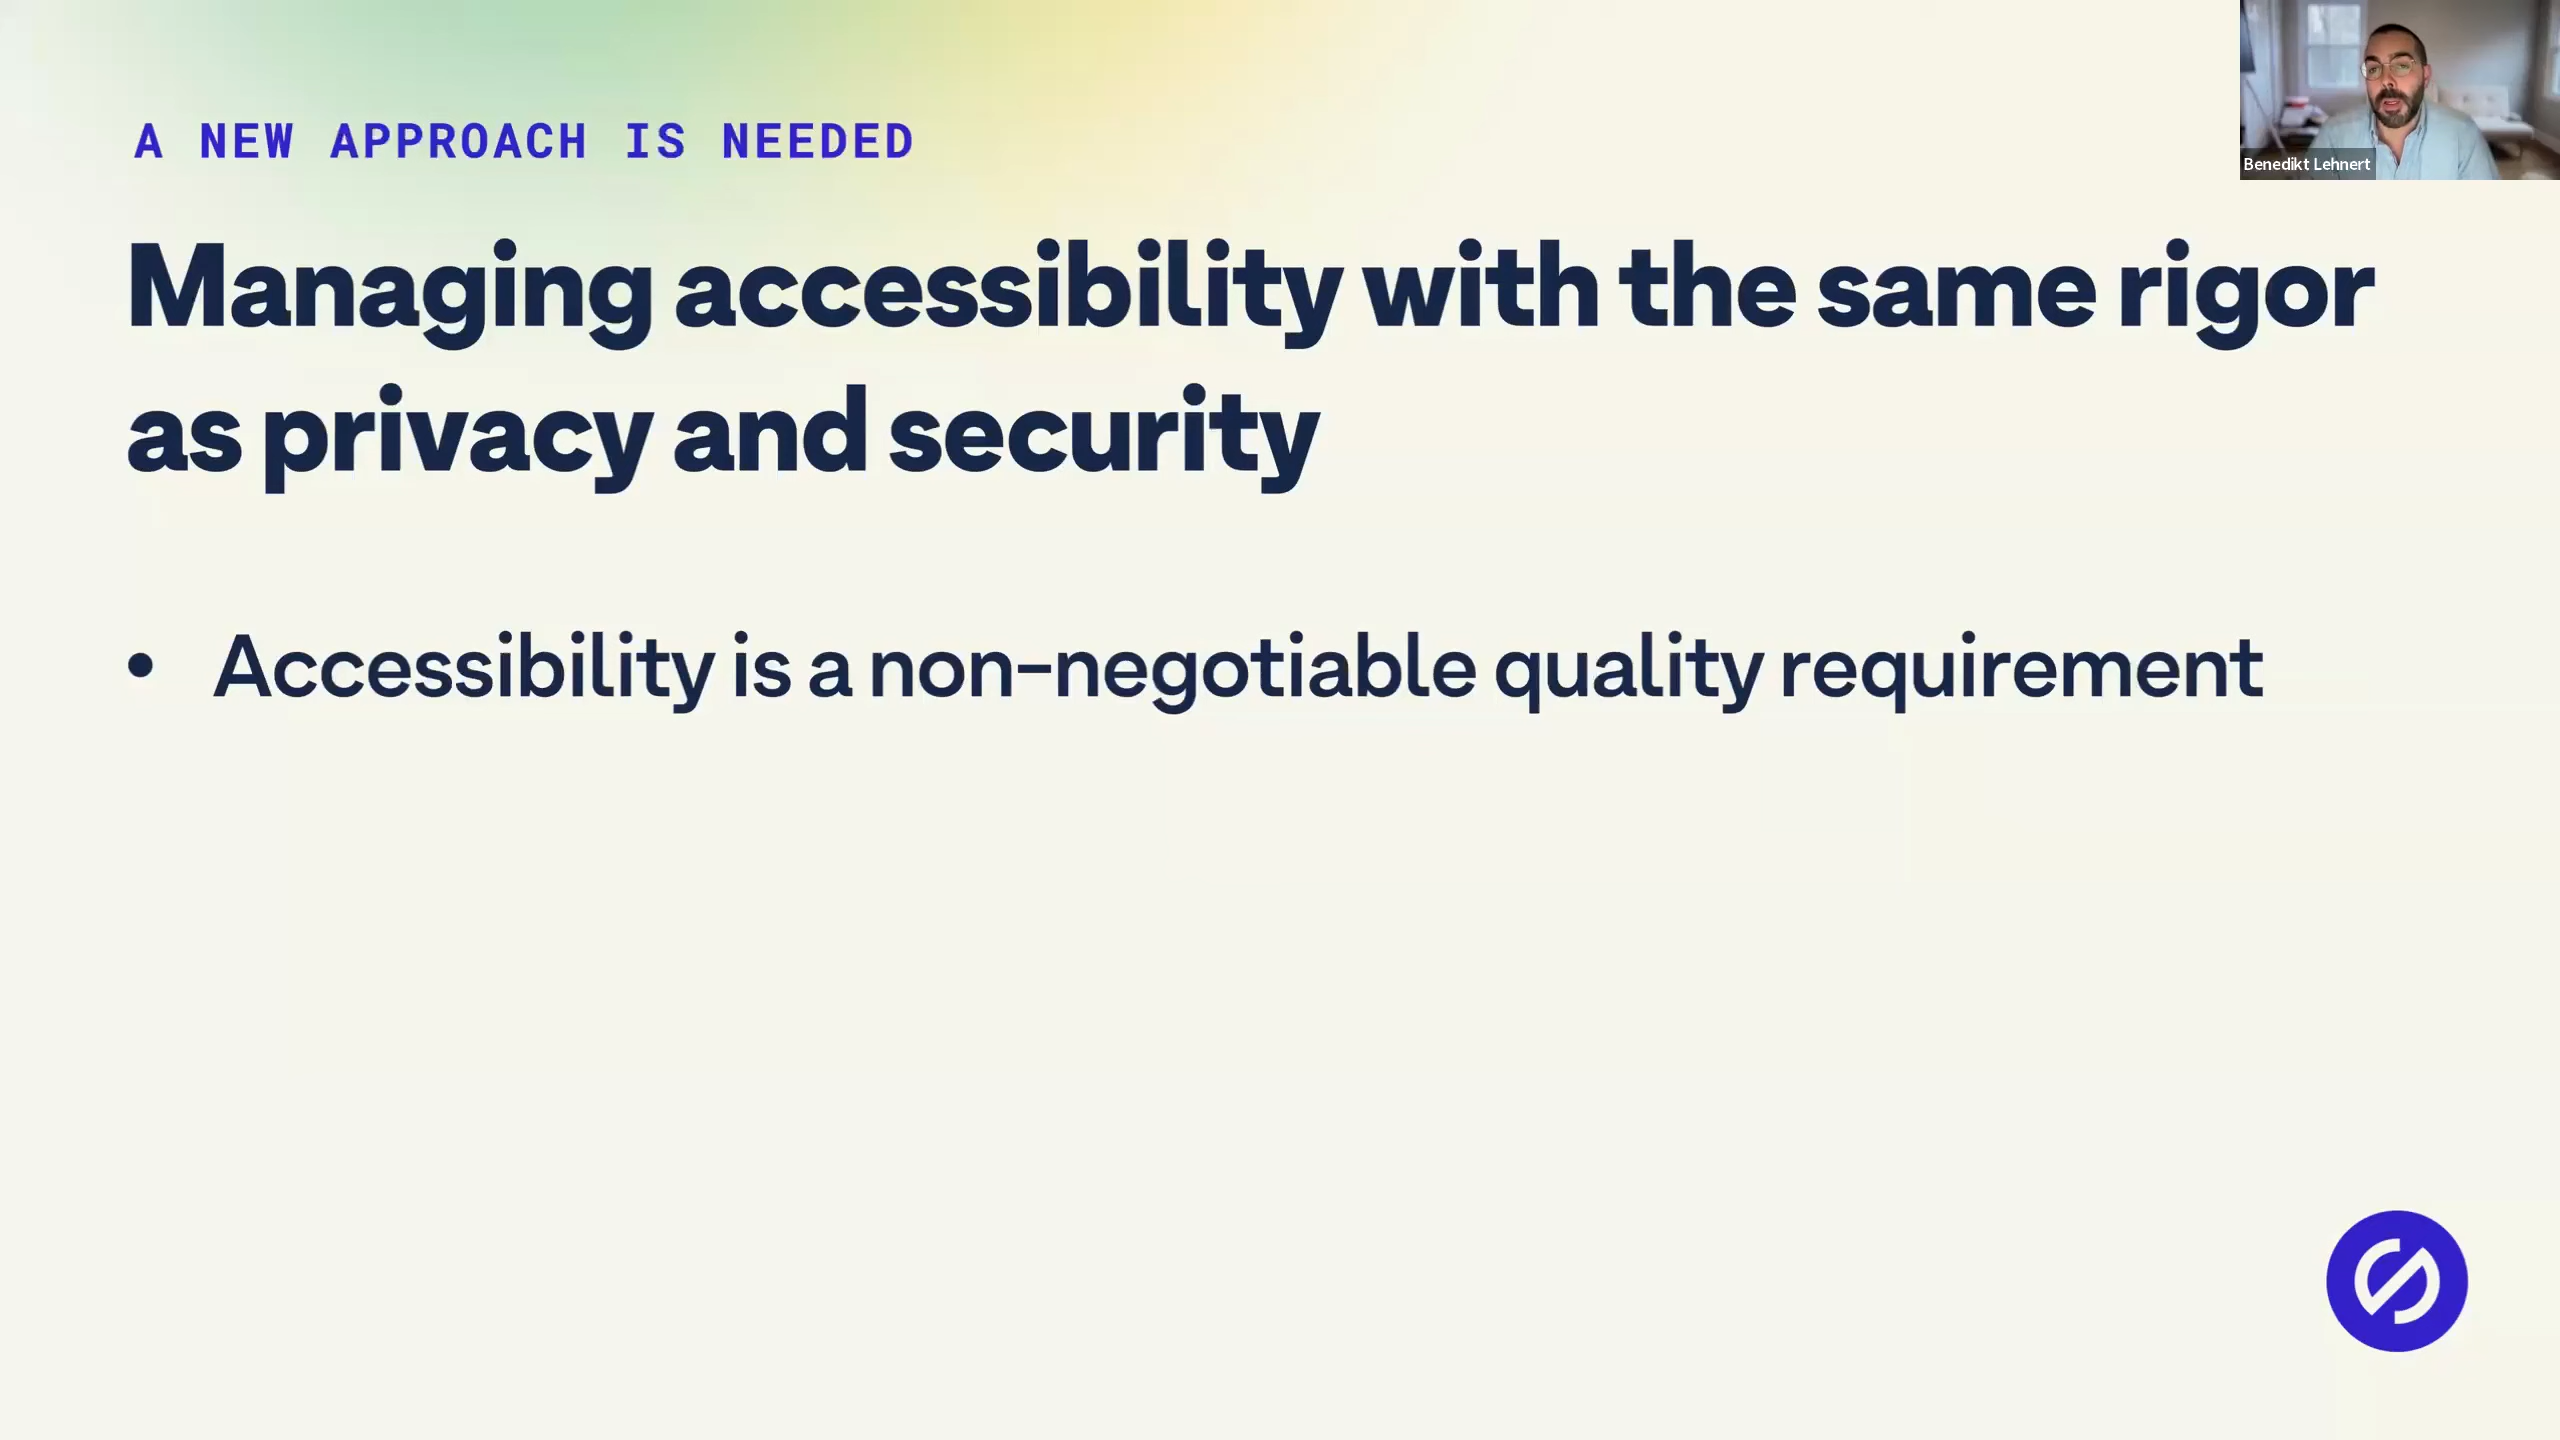 A NEW APPROACH IS NEEDED
Benedikt Lehnert
Managing accessibility with the same rigor
as privacy and security
• Accessibility is a non-negotiable quality requirement